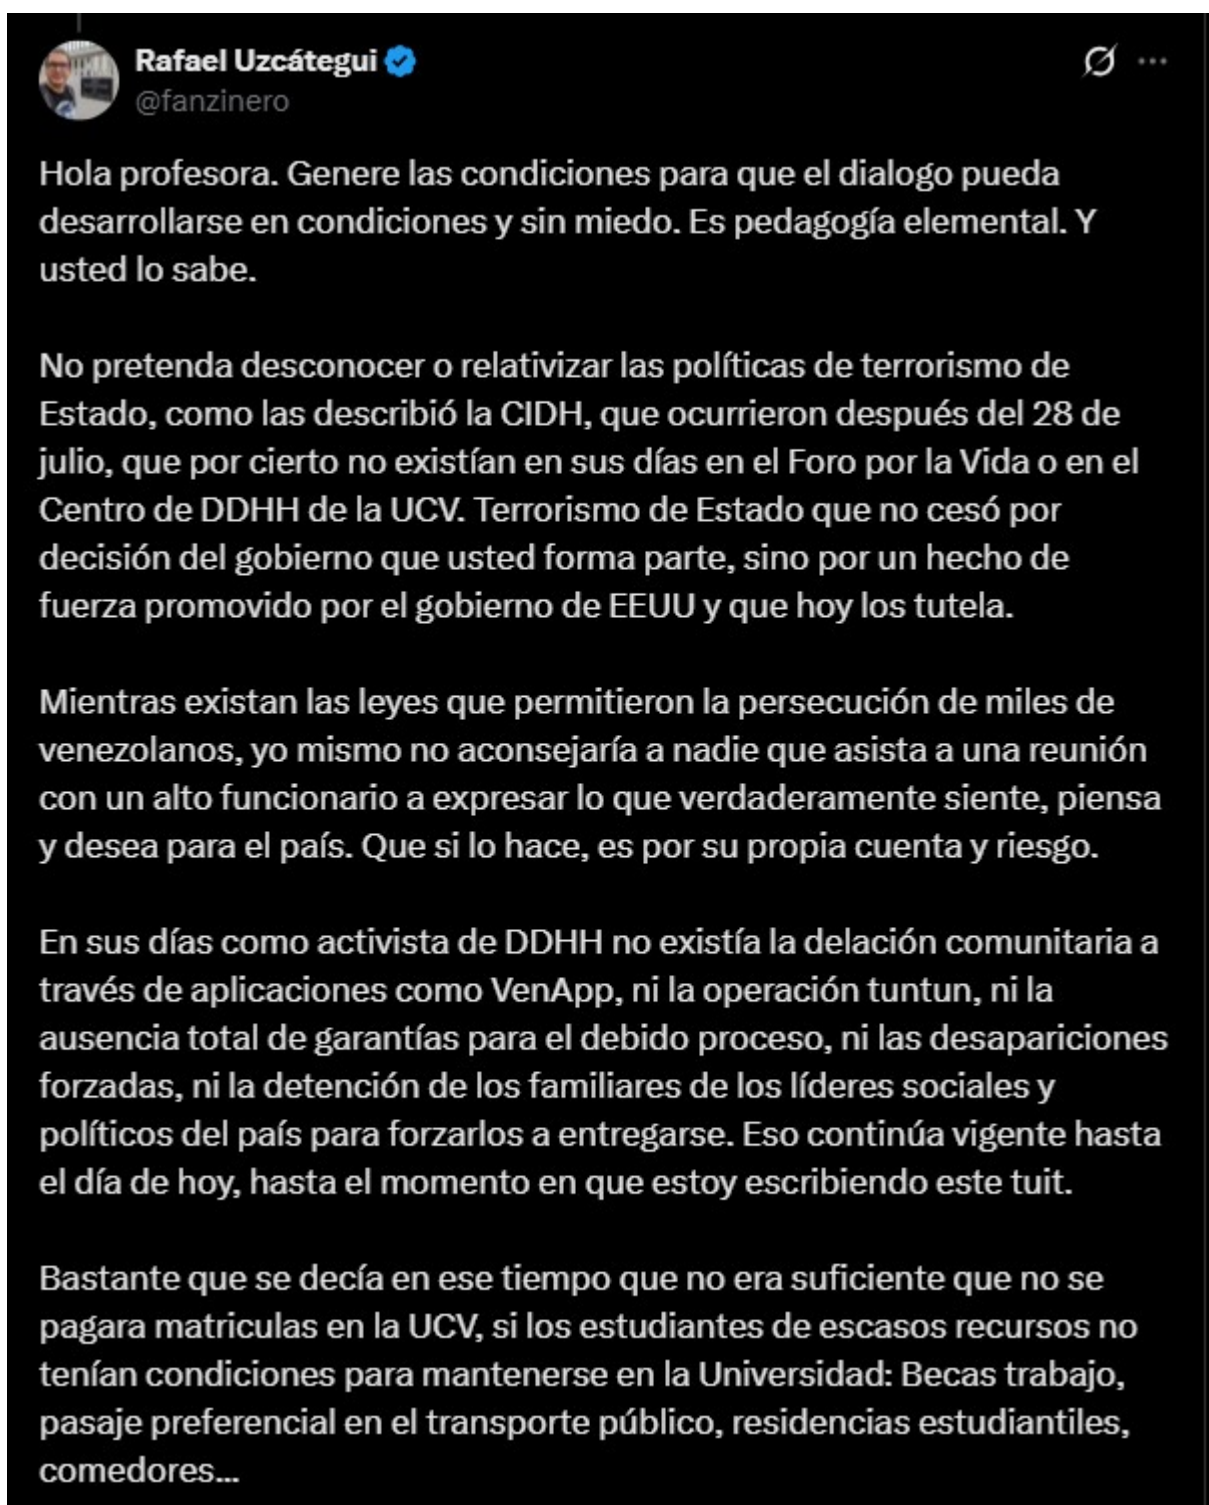 Rafael Uzcátegui
@fanzinero
Hola profesora. Genere las condiciones para que el dialogo pueda
desarrollarse en condiciones y sin miedo. Es pedagogía elemental. Y
usted lo sabe.
No pretenda desconocer o relativizar las políticas de terrorismo de
Estado, como las describió la CIDH, que ocurrieron después del 28 de
julio, que por cierto no existían en sus días en el Foro por la Vida o en el
Centro de DDHH de la UCV. Terrorismo de Estado que no cesó por
decisión del gobierno que usted forma parte, sino por un hecho de
fuerza promovido por el gobierno de EEUU y que hoy los tutela.
Mientras existan las leyes que permitieron la persecución de miles de
venezolanos, yo mismo no aconsejaría a nadie que asista a una reunión
con un alto funcionario a expresar lo que verdaderamente siente, piensa
y desea para el país. Que si lo hace, es por su propia cuenta y riesgo.
En sus días como activista de DDHH no existía la delación comunitaria a
través de aplicaciones como VenApp, ni la operación tuntun, ni la
ausencia total de garantías para el debido proceso, ni las desapariciones
forzadas, ni la detención de los familiares de los líderes sociales y
políticos del país para forzarlos a entregarse. Eso continúa vigente hasta
el día de hoy, hasta el momento en que estoy escribiendo este tuit.
Bastante que se decía en ese tiempo que no era suficiente que no se
pagara matriculas en la UCV, si los estudiantes de escasos recursos no
tenían condiciones para mantenerse en la Universidad: Becas trabajo,
pasaje preferencial en el transporte público, residencias estudiantiles,
comedores...